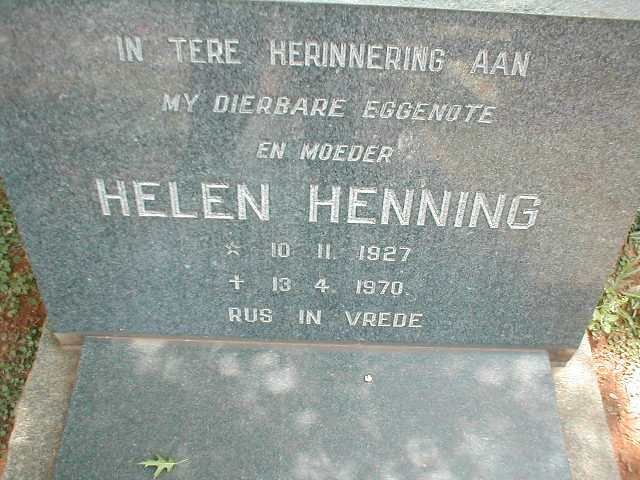 IN TERE HERINNERING AAN
MY DIERBARE EGGENOTE
EN MOEDER
HELEN HENNING
* 10 11 1927
✝ 13 4 1970
RUS IN VREDE